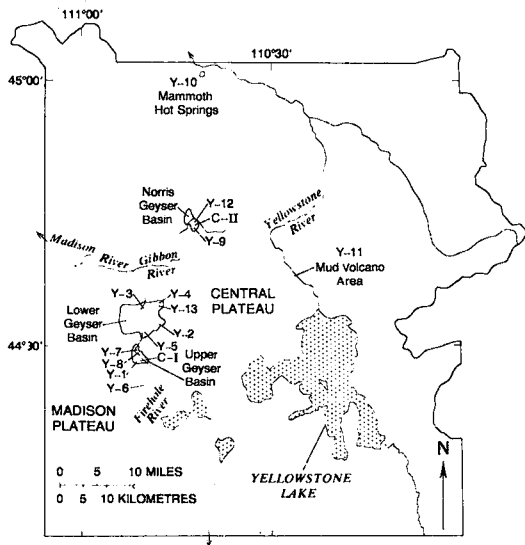 111°00'
110°30'
45°00'
Y--10
Mammoth
Hot Springs
Norris
Geyser
Basin
Y--12
C--II
Y--9
Yellowstone
River
Madison River
Gibbon
River
Y--11
Mud Volcano
Area
Y--3
Y--4
Y--13
CENTRAL
PLATEAU
Lower
Geyser
Basin
Y--2
44°30'
Y--7
Y--5
Y--8
C--I
Y--1
Y--6
Upper
Geyser
Basin
Firehole
River
MADISON
PLATEAU
0 5 10 MILES
0 5 10 KILOMETRES
YELLOWSTONE
LAKE
N